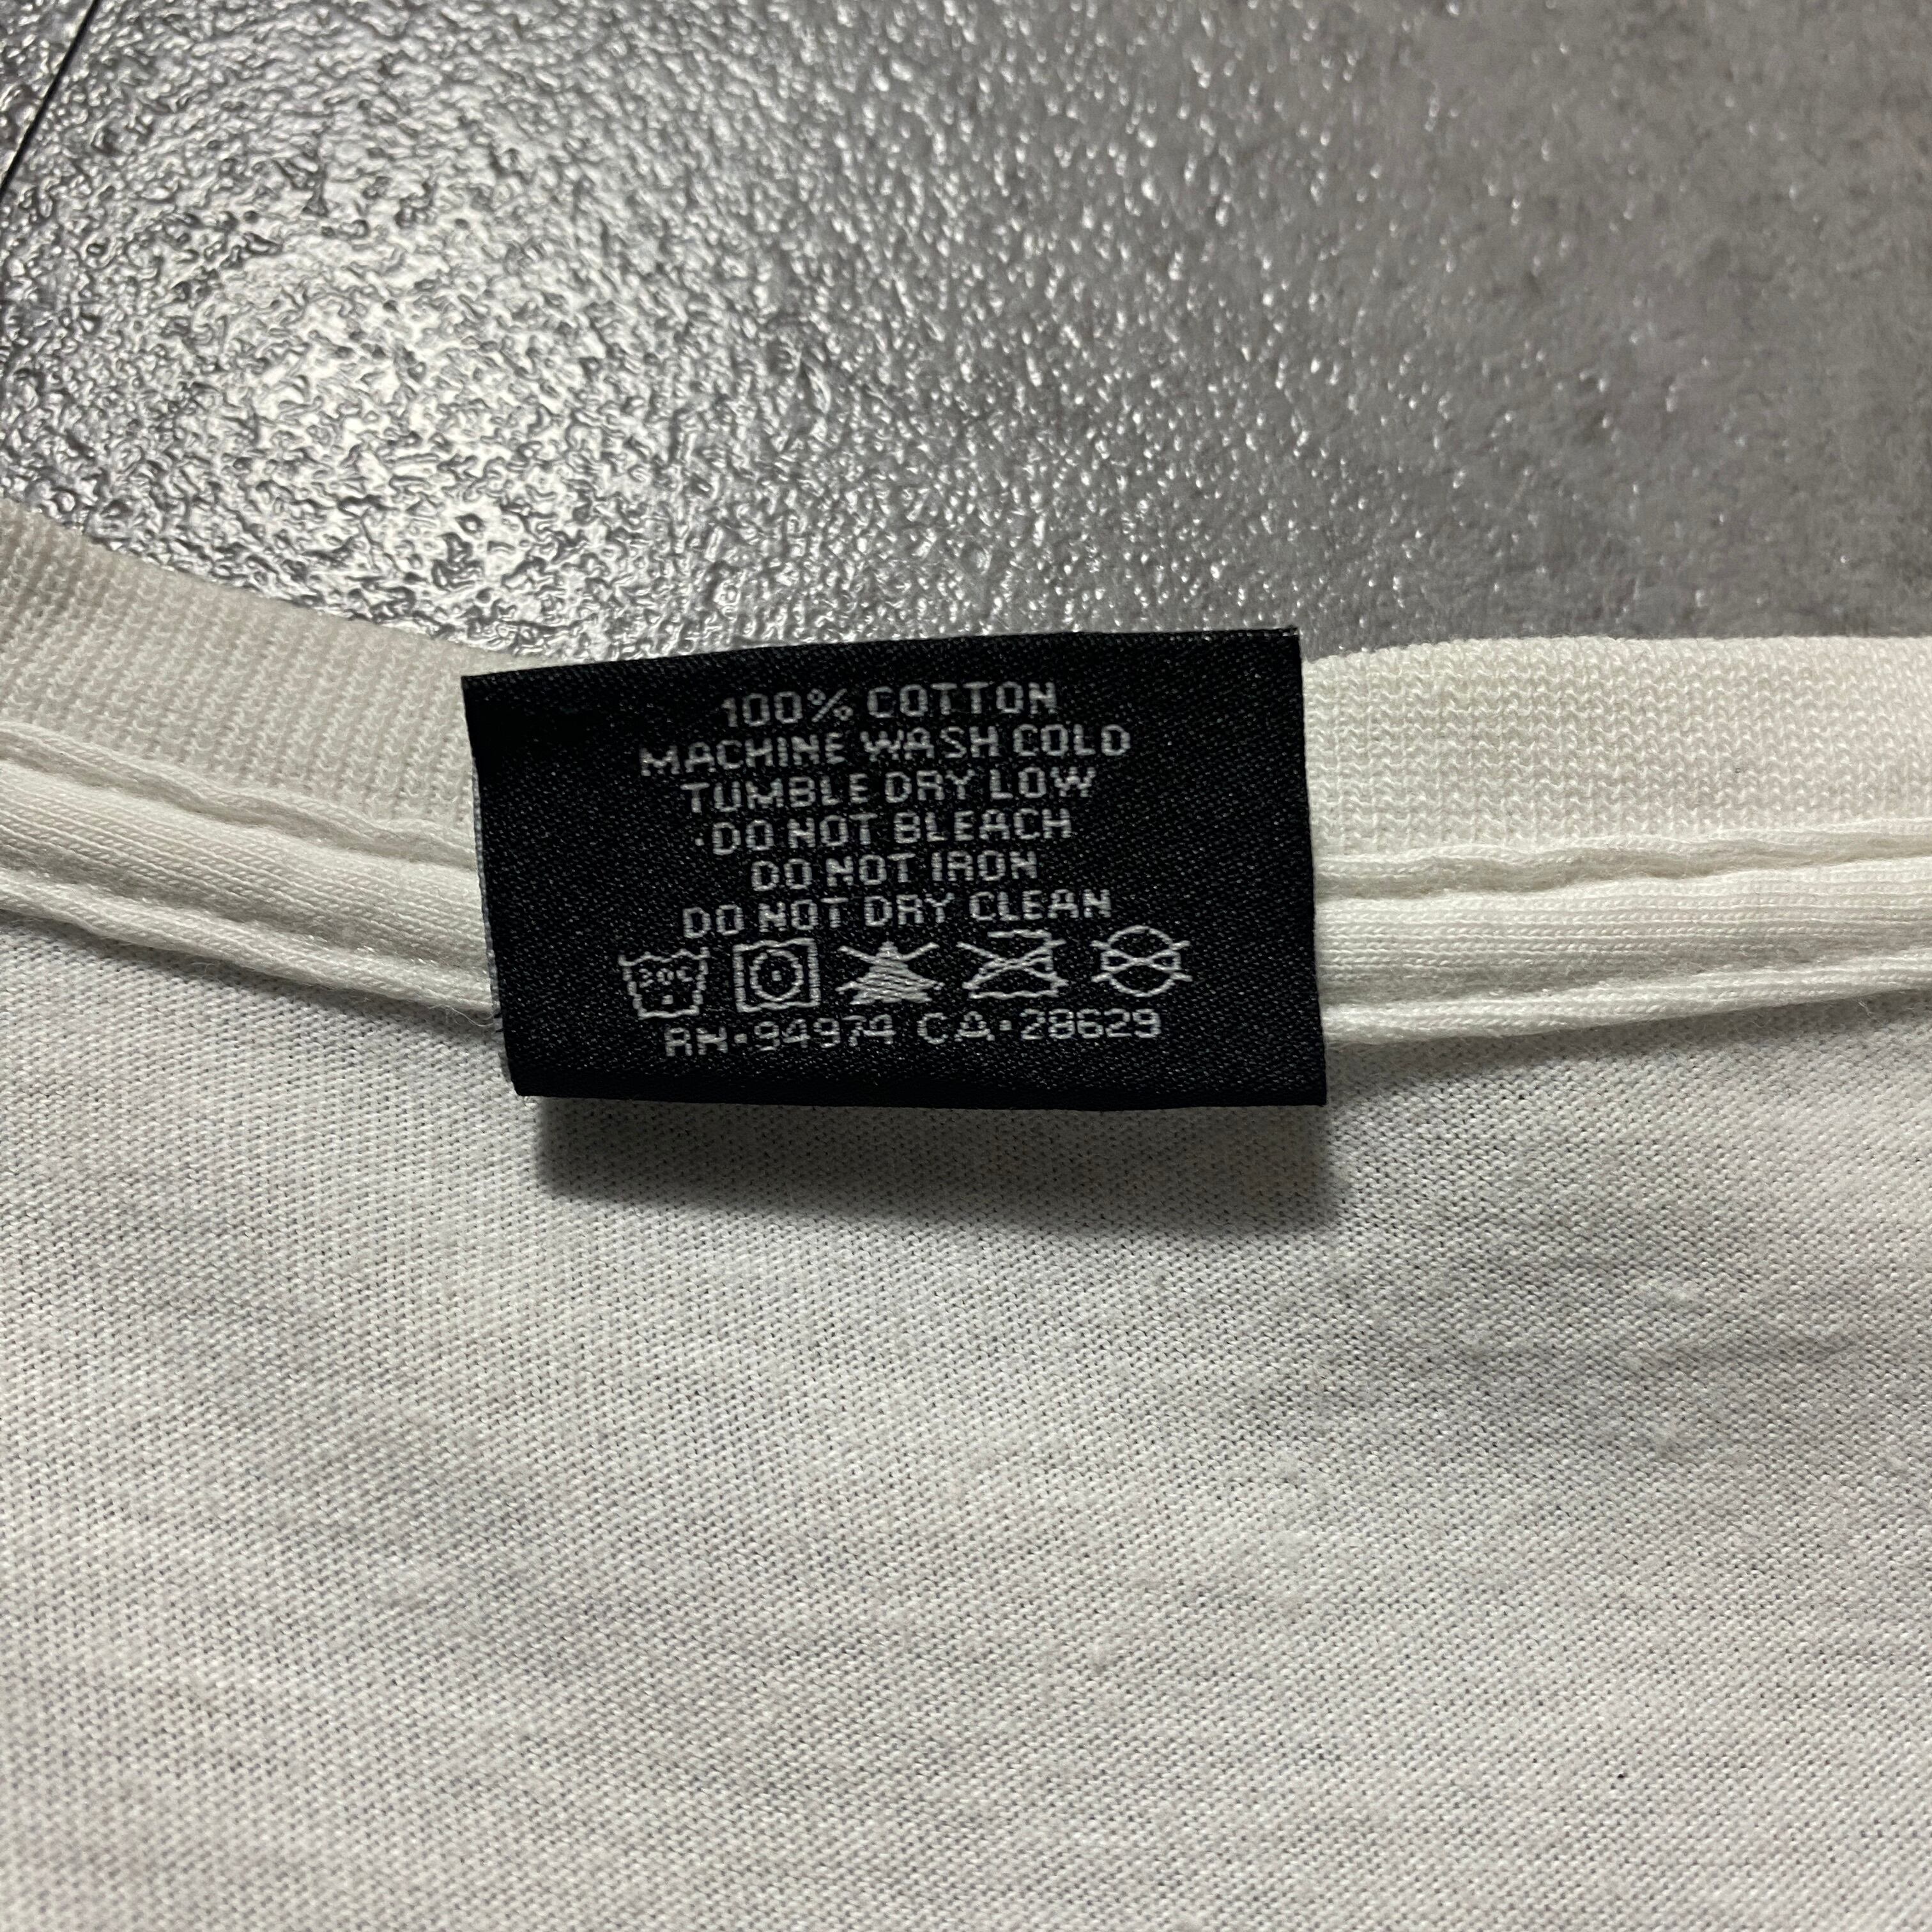 100% COTTON
MACHINE WASH COLD
TUMBLE DRY LOW
DO NOT BLEACH
DO NOT IRON
DO NOT DRY CLEAN
30C
RN•94974 CA•28629